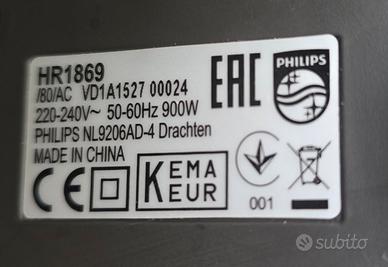 HR1869
/80/AC VD1A1527 00024
220-240V~ 50-60Hz 900W
PHILIPS NL9206AD-4 Drachten
MADE IN CHINA
EAC
PHILIPS
CE
KEMA
KEUR
001
subito